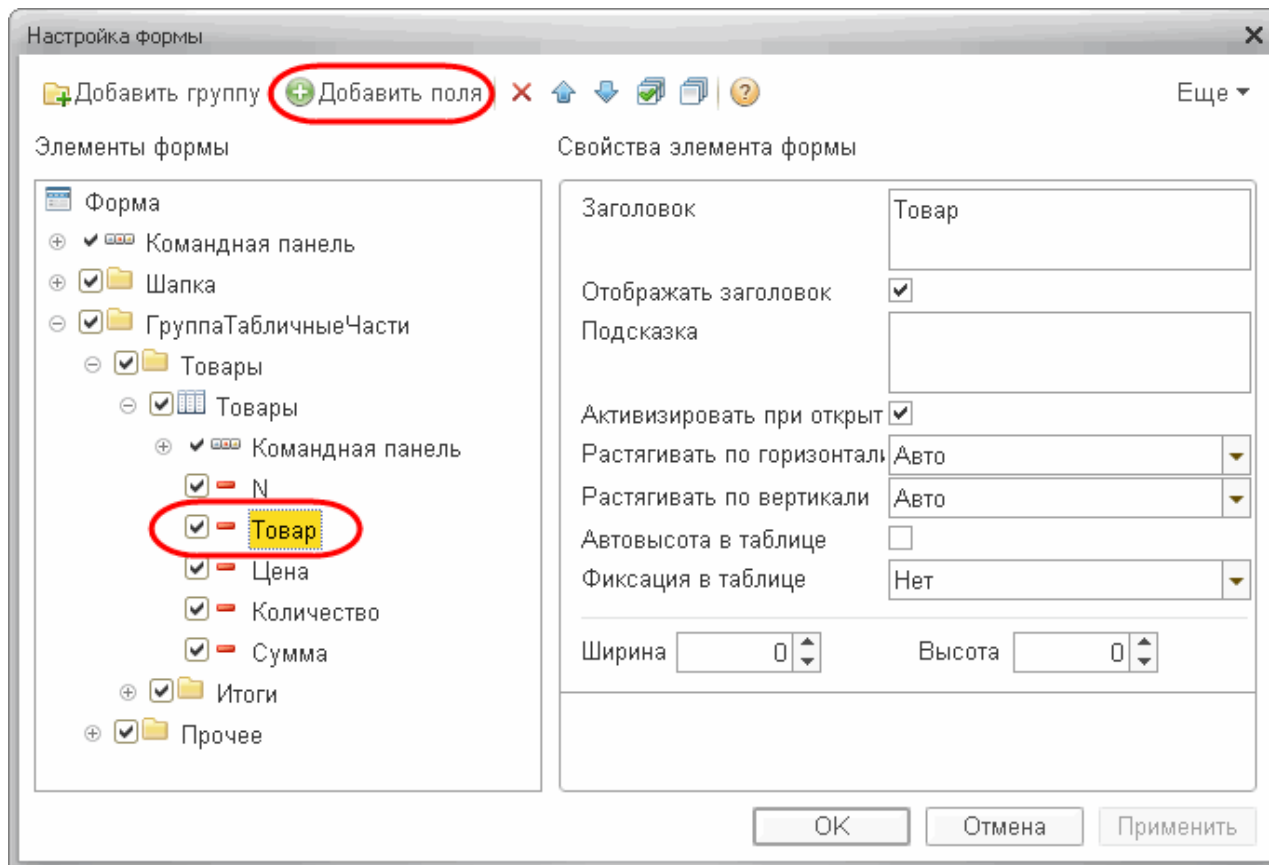 Настройка формы
Добавить группу Добавить поля Еще
Элементы формы
Свойства элемента формы
Форма
Командная панель
Шапка
ГруппаТабличныеЧасти
Товары
Товары
Командная панель
N
Товар
Цена
Количество
Сумма
Итоги
Прочее
Заголовок Товар
Отображать заголовок
Подсказка
Активизировать при открыт
Растягивать по горизонтали Авто
Растягивать по вертикали Авто
Автовысота в таблице
Фиксация в таблице Нет
Ширина 0 Высота 0
OK Отмена Применить